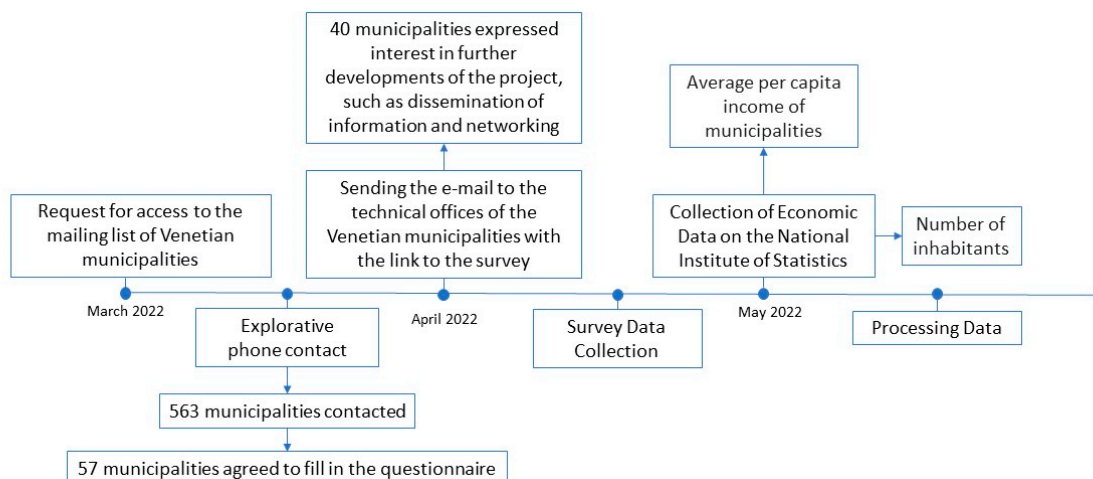 40 municipalities expressed
interest in further
developments of the project,
such as dissemination of
information and networking
Average per capita
income of
municipalities
Request for access to the
mailing list of Venetian
municipalities
Sending the e-mail to the
technical offices of the
Venetian municipalities with
the link to the survey
Collection of Economic
Data on the National
Institute of Statistics
Number of
inhabitants
March 2022
April 2022
May 2022
Explorative
phone contact
Survey Data
Collection
Processing Data
563 municipalities contacted
57 municipalities agreed to fill in the questionnaire